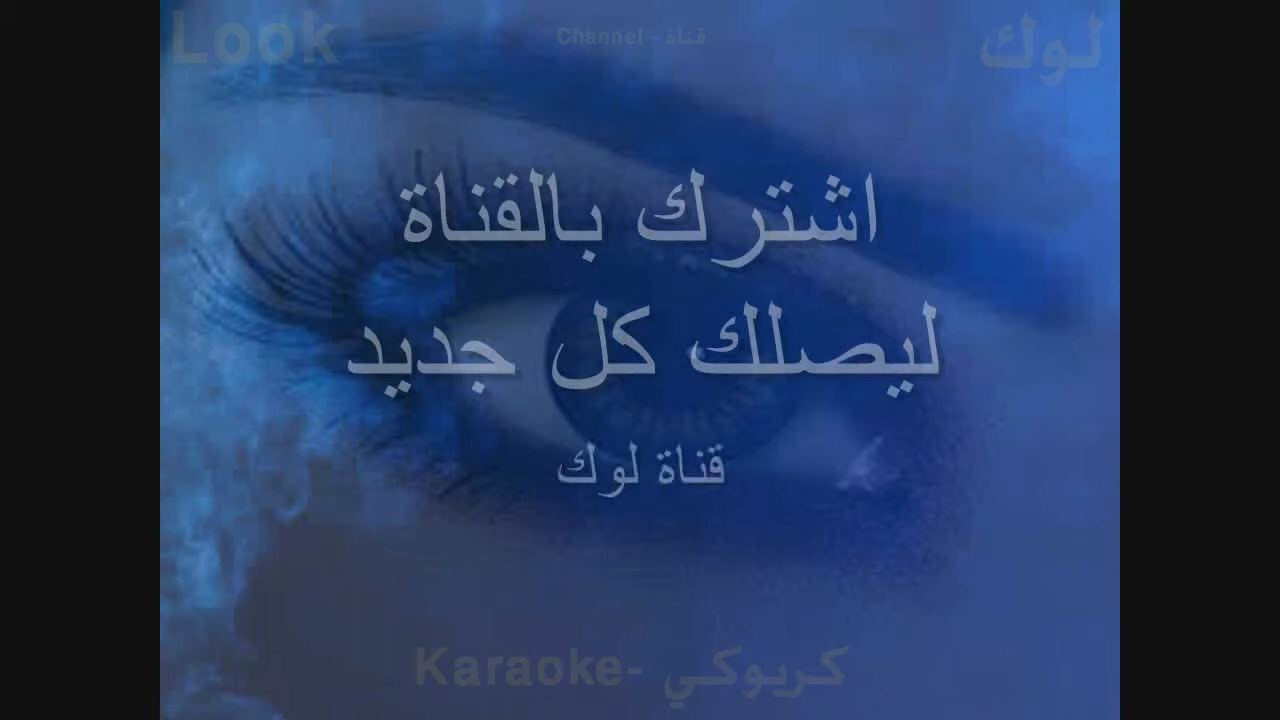 Look
Channel - قناة
لوك
اشترك بالقناة
ليصلك كل جديد
قناة لوك
Karaoke- كريوكي